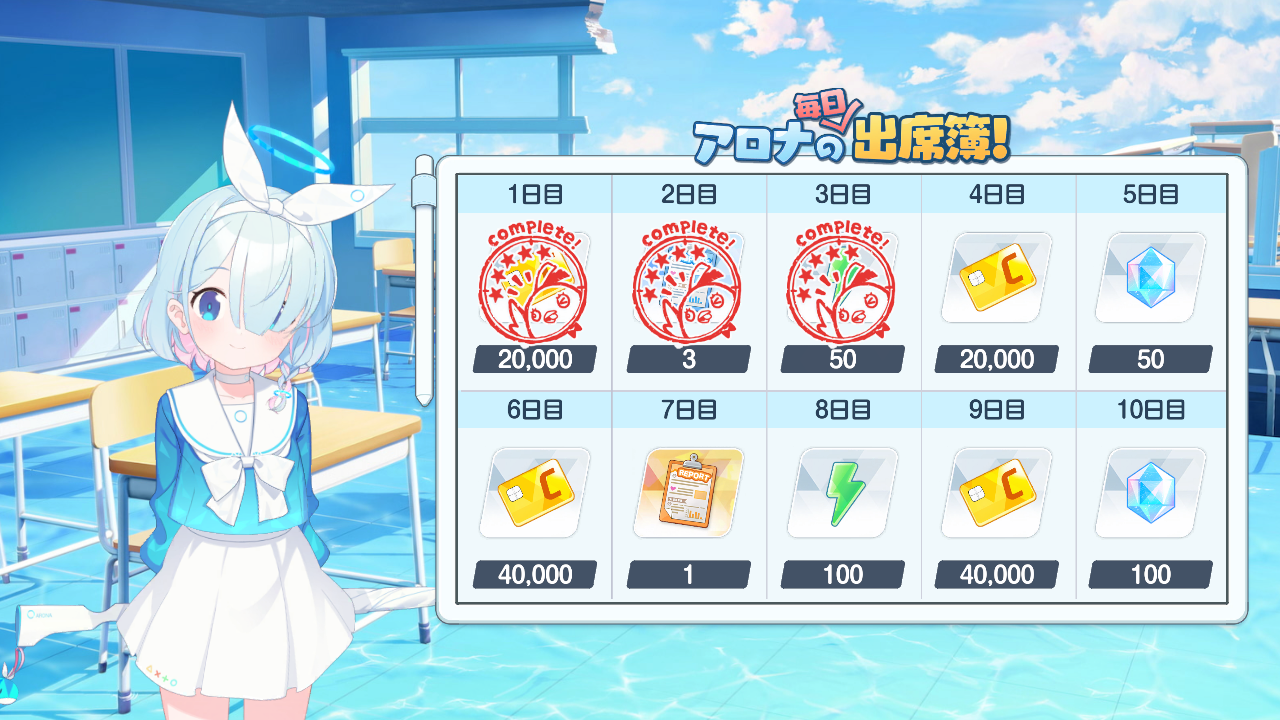 毎日
アロナの出席簿!
1日目 2日目 3日目 4日目 5日目
complete! complete! complete!
20,000 3 50 20,000 50
6日目 7日目 8日目 9日目 10日目
REPORT
40,000 1 100 40,000 100
ARONA